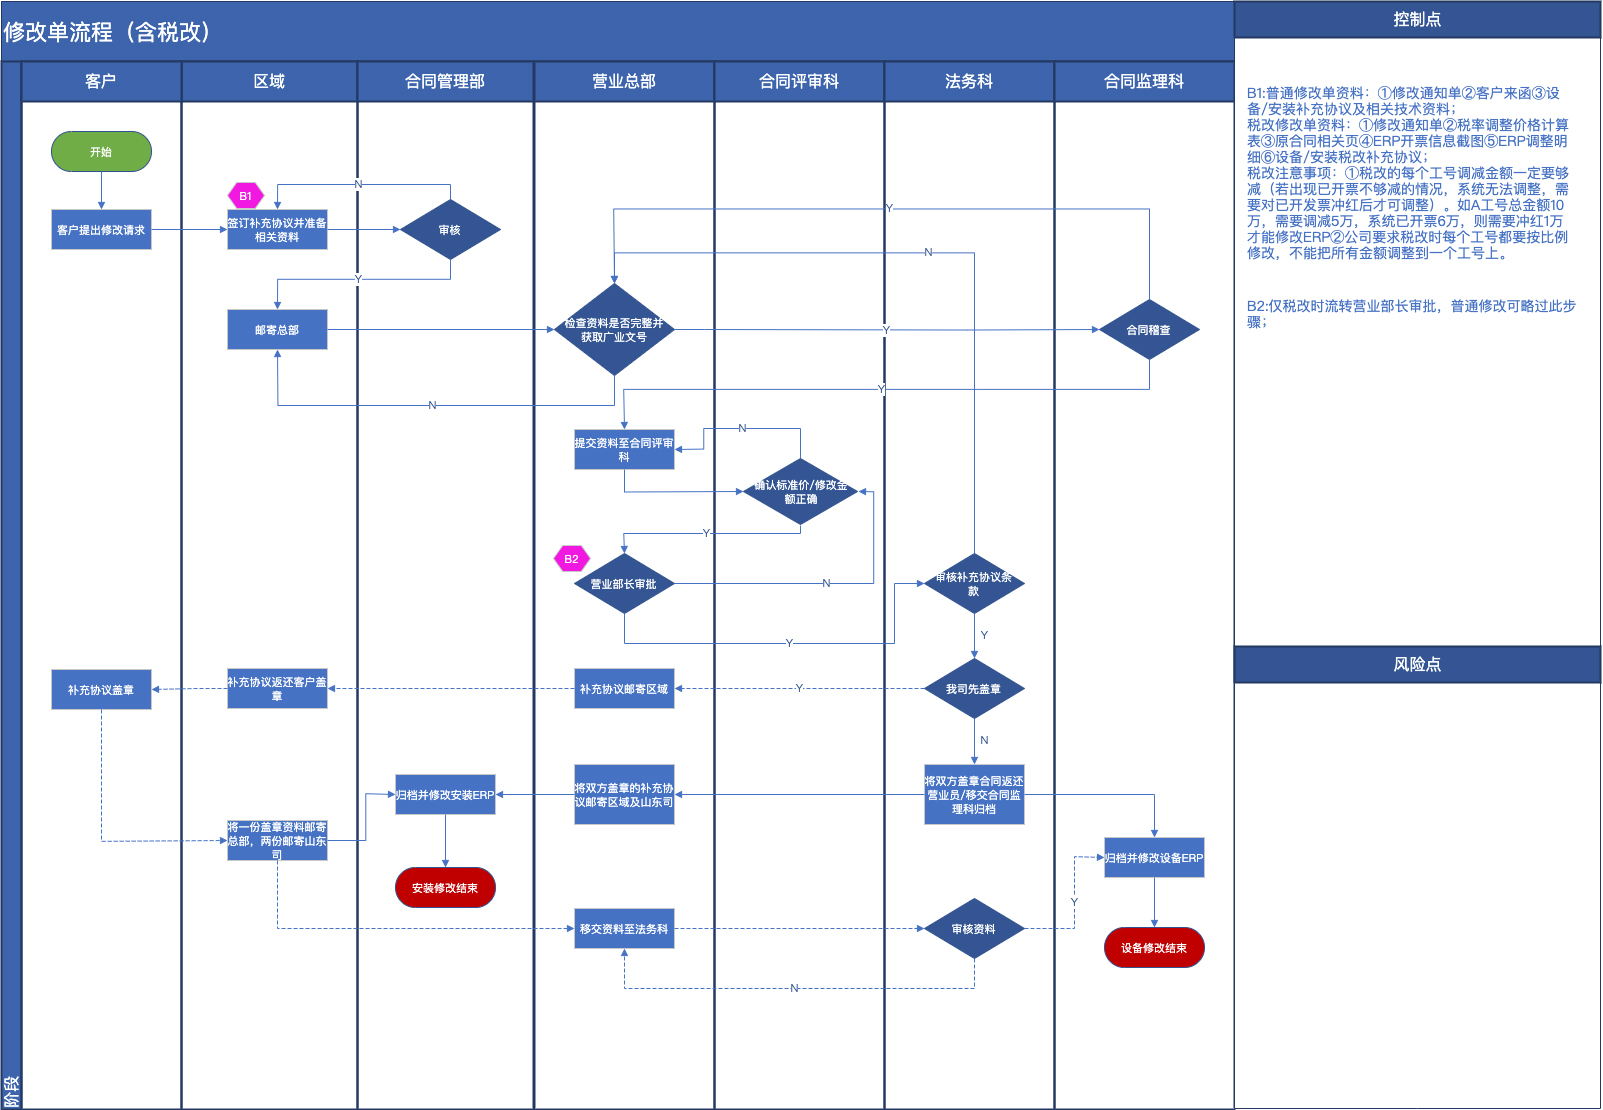 修改单流程（含税改）
控制点
客户
区域
合同管理部
营业总部
合同评审科
法务科
合同监理科
B1:普通修改单资料：①修改通知单②客户来函③设
备/安装补充协议及相关技术资料；
税改修改单资料：①修改通知单②税率调整价格计算
表③原合同相关页④ERP开票信息截图⑤ERP调整明
细⑥设备/安装税改补充协议；
税改注意事项：①税改的每个工号调减金额一定要够
减（若出现已开票不够减的情况，系统无法调整，需
要对已开发票冲红后才可调整）。如A工号总金额10
万，需要调减5万，系统已开票6万，则需要冲红1万
才能修改ERP②公司要求税改时每个工号都要按比例
修改，不能把所有金额调整到一个工号上。
B2:仅税改时流转营业部长审批，普通修改可略过此步
骤；
开始
N
B1
Y
客户提出修改请求
签订补充协议并准备
相关资料
审核
N
Y
邮寄总部
检查资料是否完整并
获取广业文号
Y
合同稽查
Y
N
提交资料至合同评审
科
N
确认标准价/修改金
额正确
Y
B2
营业部长审批
N
审核补充协议条
款
Y
Y
风险点
补充协议盖章
补充协议返还客户盖
章
补充协议邮寄区域
Y
我司先盖章
N
归档并修改安装ERP
将双方盖章的补充协
议邮寄区域及山东司
将双方盖章合同返还
营业员/移交合同监
理科归档
将一份盖章资料邮寄
总部，两份邮寄山东
司
归档并修改设备ERP
安装修改结束
Y
移交资料至法务科
审核资料
设备修改结束
N
阶段